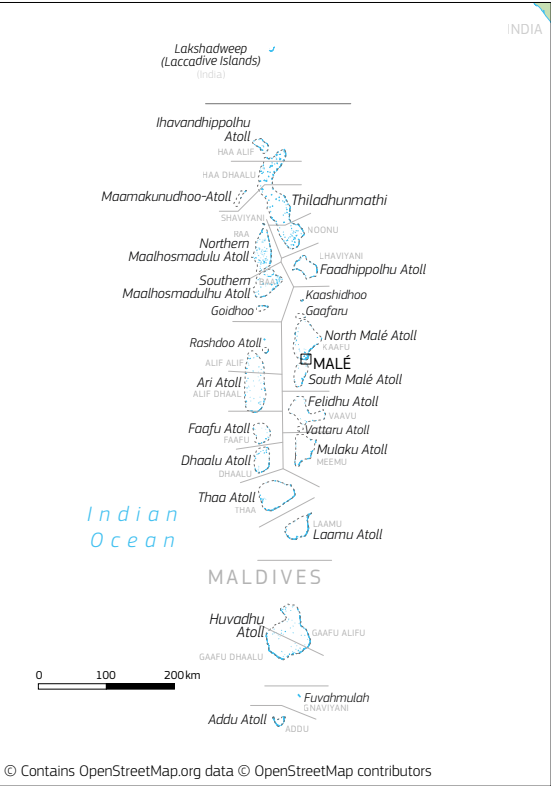 INDIA
Lakshadweep
(Laccadive Islands)
(India)
Ihavandhippolhu
Atoll
HAA ALIF
HAA DHAALU
Maamakunudhoo-Atoll
Thiladhunmathi
SHAVIYANI
RAA
NOONU
Northern
Maalhosmadulu Atoll
LHAVIYANI
Faadhippolhu Atoll
Southern
BAA
Maalhosmadhulu Atoll
Kaashidhoo
Goidhoo
Gaafaru
North Malé Atoll
Rashdoo Atoll
KAAFU
MALÉ
ALIF ALIF
Ari Atoll
South Malé Atoll
ALIF DHAAL
Felidhu Atoll
VAAVU
Faafu Atoll
Vattaru Atoll
FAAFU
Mulaku Atoll
Dhaalu Atoll
MEEMU
DHAALU
Thaa Atoll
THAA
Indian
Ocean
LAAMU
Laamu Atoll
MALDIVES
Huvadhu
Atoll
GAAFU ALIFU
GAAFU DHAALU
0 100 200 km
Fuvahmulah
GNAVIYANI
Addu Atoll
ADDU
© Contains OpenStreetMap.org data © OpenStreetMap contributors